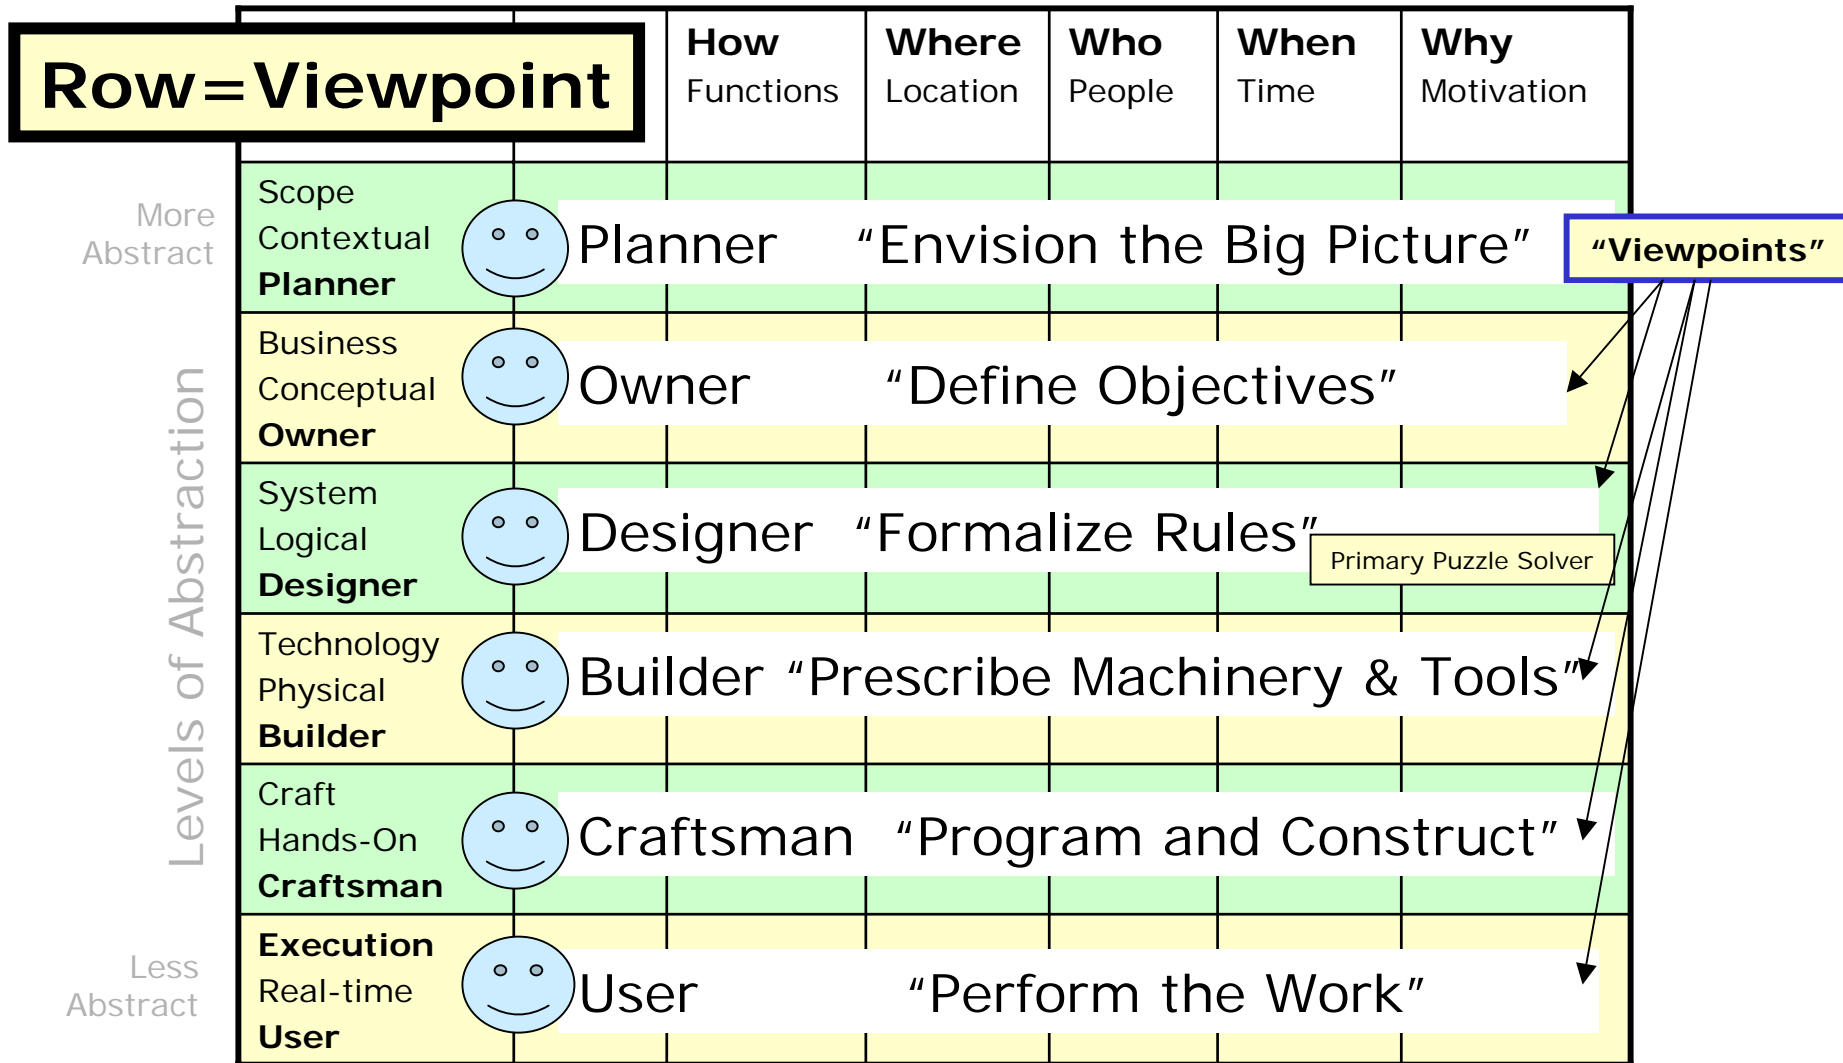 Row=Viewpoint
How
Functions
Where
Location
Who
People
When
Time
Why
Motivation
More
Abstract
Levels of Abstraction
Less
Abstract
Scope
Contextual
Planner
Planner “Envision the Big Picture”
“Viewpoints”
Business
Conceptual
Owner
Owner “Define Objectives”
System
Logical
Designer
Designer “Formalize Rules”
Primary Puzzle Solver
Technology
Physical
Builder
Builder “Prescribe Machinery & Tools”
Craft
Hands-On
Craftsman
Craftsman “Program and Construct”
Execution
Real-time
User
User “Perform the Work”